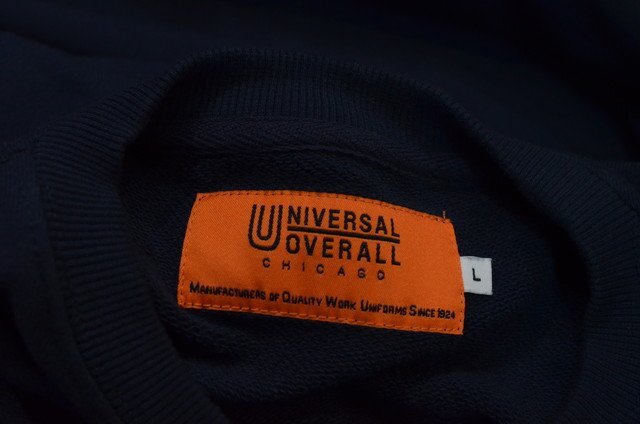 UNIVERSAL
OVERALL
CHICAGO
MANUFACTURERS OF QUALITY WORK UNIFORMS SINCE 1924
L